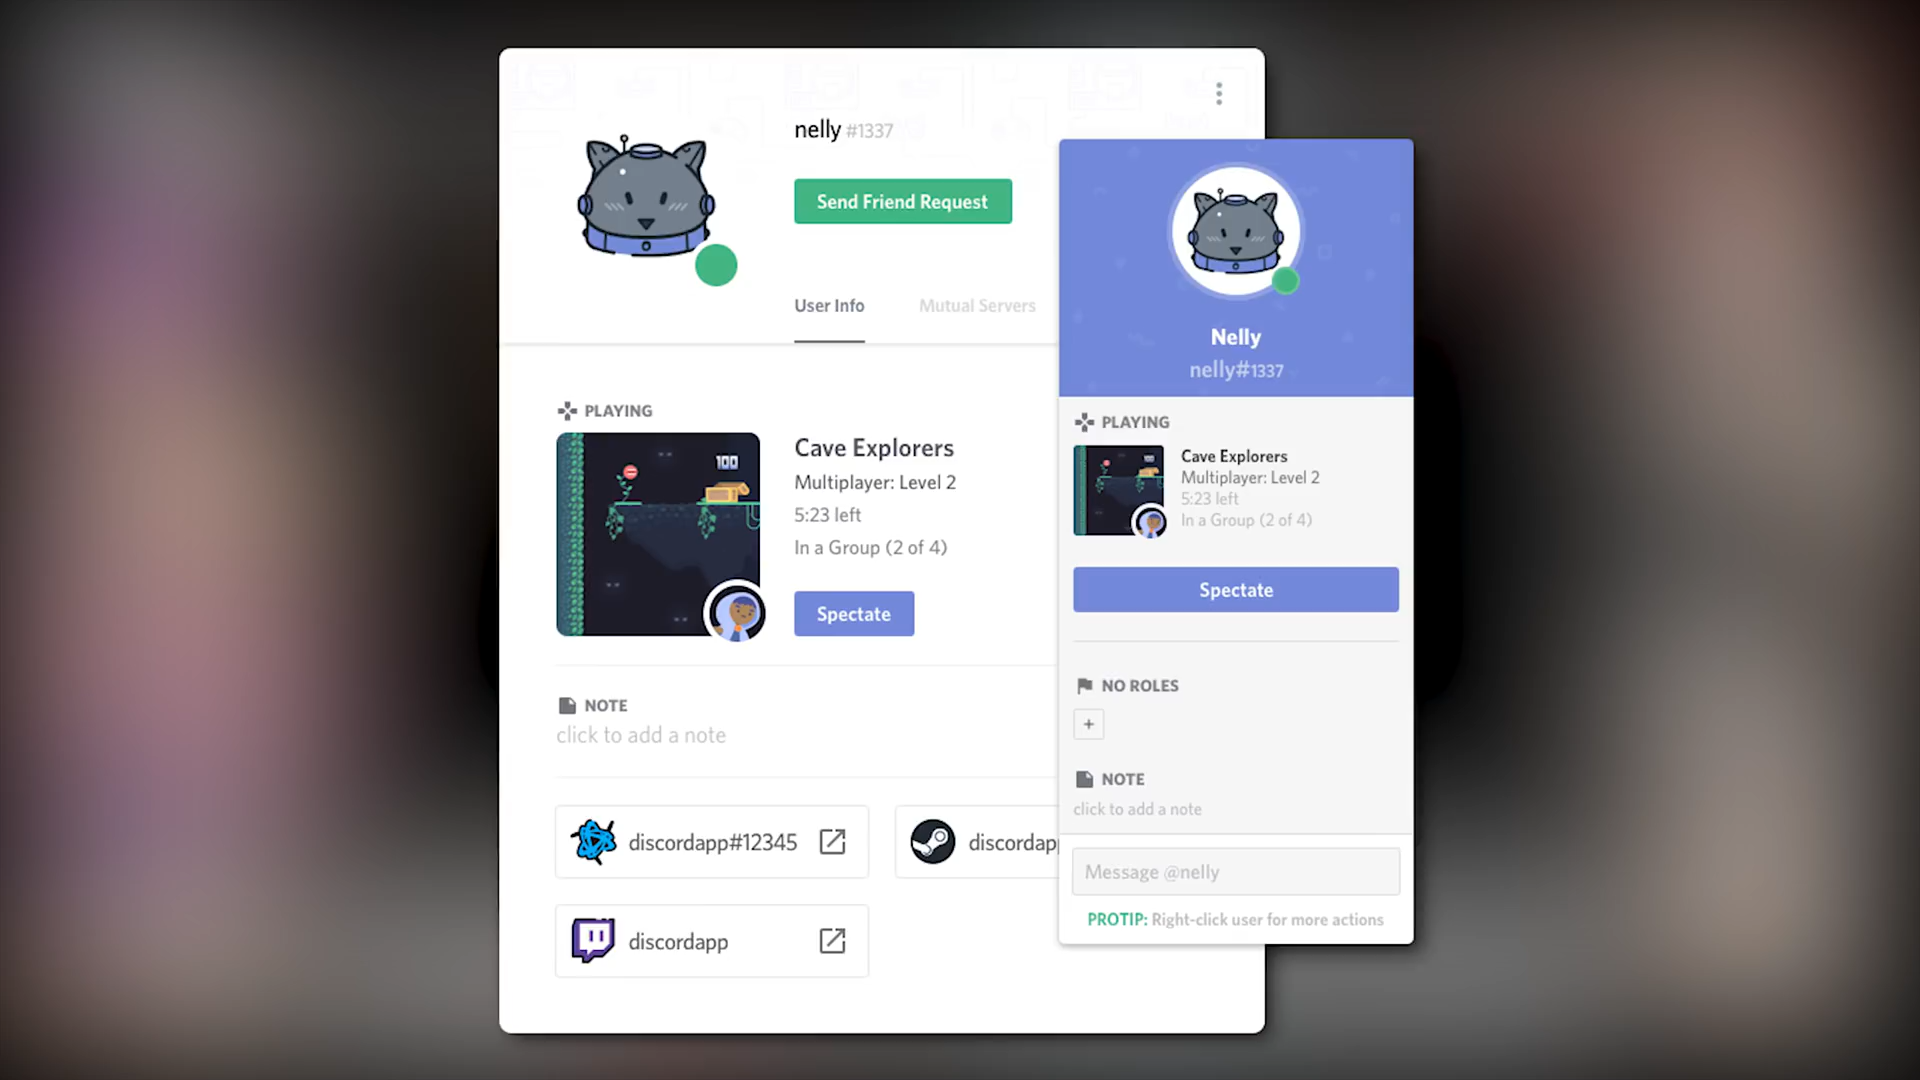 nelly #1337
Send Friend Request
User Info
Mutual Servers
PLAYING
100
Cave Explorers
Multiplayer: Level 2
5:23 left
In a Group (2 of 4)
Spectate
NOTE
click to add a note
discordapp#12345
discordap
discordapp
Nelly
nelly#1337
PLAYING
100
Cave Explorers
Multiplayer: Level 2
5:23 left
In a Group (2 of 4)
Spectate
NO ROLES
+
NOTE
click to add a note
Message @nelly
PROTIP: Right-click user for more actions